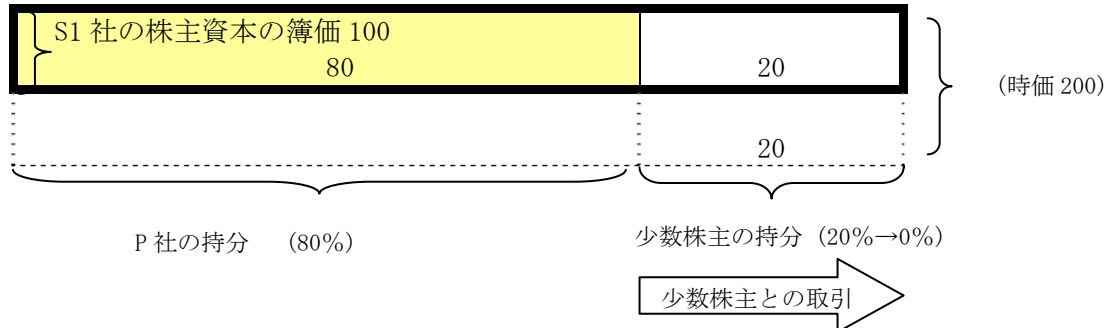 S1 社の株主資本の簿価 100
80
20
(時価 200)
20
P 社の持分 (80%)
少数株主の持分（20%→0%）
少数株主との取引